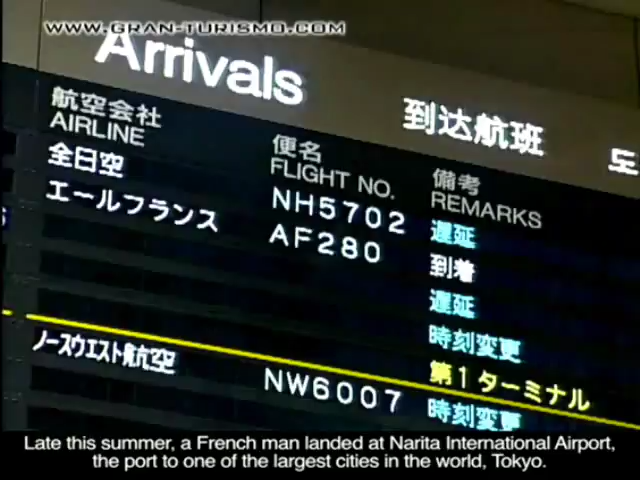 WWW.GRAN-TURISMO.COM
Arrivals
到达航班
航空会社
便名
備考
AIRLINE
FLIGHT NO.
REMARKS
全日空
NH5702
遅延
エールフランス
AF280
到着
遅延
時刻変更
第1ターミナル
ノースウエスト航空
NW6007
時刻変更
Late this summer, a French man landed at Narita International Airport,
the port to one of the largest cities in the world, Tokyo.